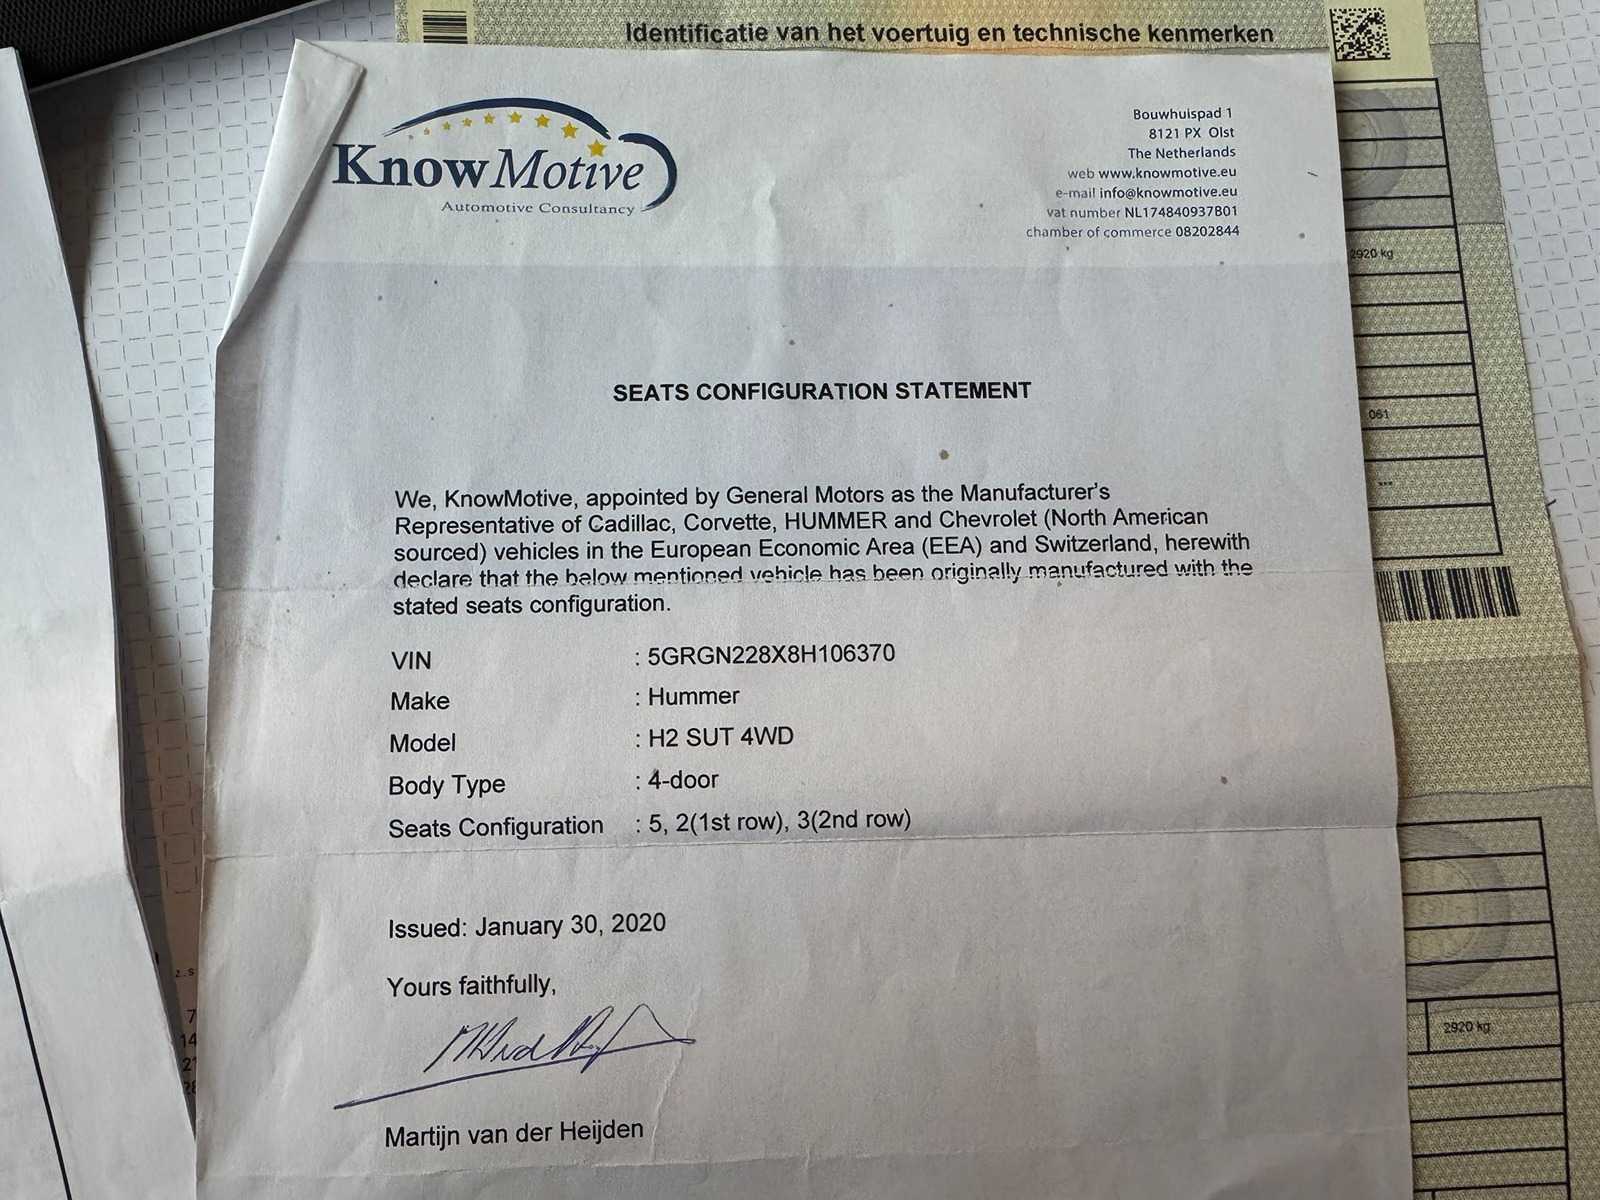 Identificatie van het voertuig en technische kenmerken
KnowMotive
Automotive Consultancy
Bouwhuispad 1
8121 PX Olst
The Netherlands
web www.knowmotive.eu
e-mail info@knowmotive.eu
vat number NL174840937B01
chamber of commerce 08202844
2920 kg
SEATS CONFIGURATION STATEMENT
061
***
We, KnowMotive, appointed by General Motors as the Manufacturer's
Representative of Cadillac, Corvette, HUMMER and Chevrolet (North American
sourced) vehicles in the European Economic Area (EEA) and Switzerland, herewith
declare that the below mentioned vehicle has been originally manufactured with the
stated seats configuration.
VIN : 5GRGN228X8H106370
Make : Hummer
Model : H2 SUT 4WD
Body Type : 4-door
Seats Configuration : 5, 2(1st row), 3(2nd row)
Issued: January 30, 2020
Yours faithfully,
2920 kg
Martijn van der Heijden